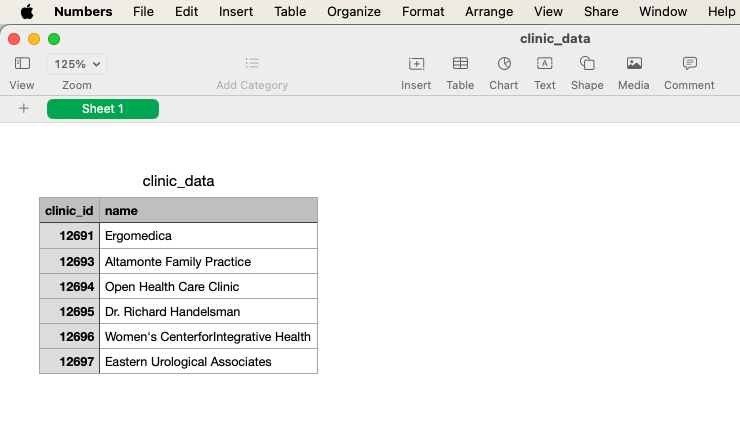 Numbers File Edit Insert Table Organize Format Arrange View Share Window Help
clinic_data
125%
View Zoom Add Category Insert Table Chart Text Shape Media Comment
+ Sheet 1
clinic_data
clinic_id name
12691 Ergomedica
12693 Altamonte Family Practice
12694 Open Health Care Clinic
12695 Dr. Richard Handelsman
12696 Women's CenterforIntegrative Health
12697 Eastern Urological Associates